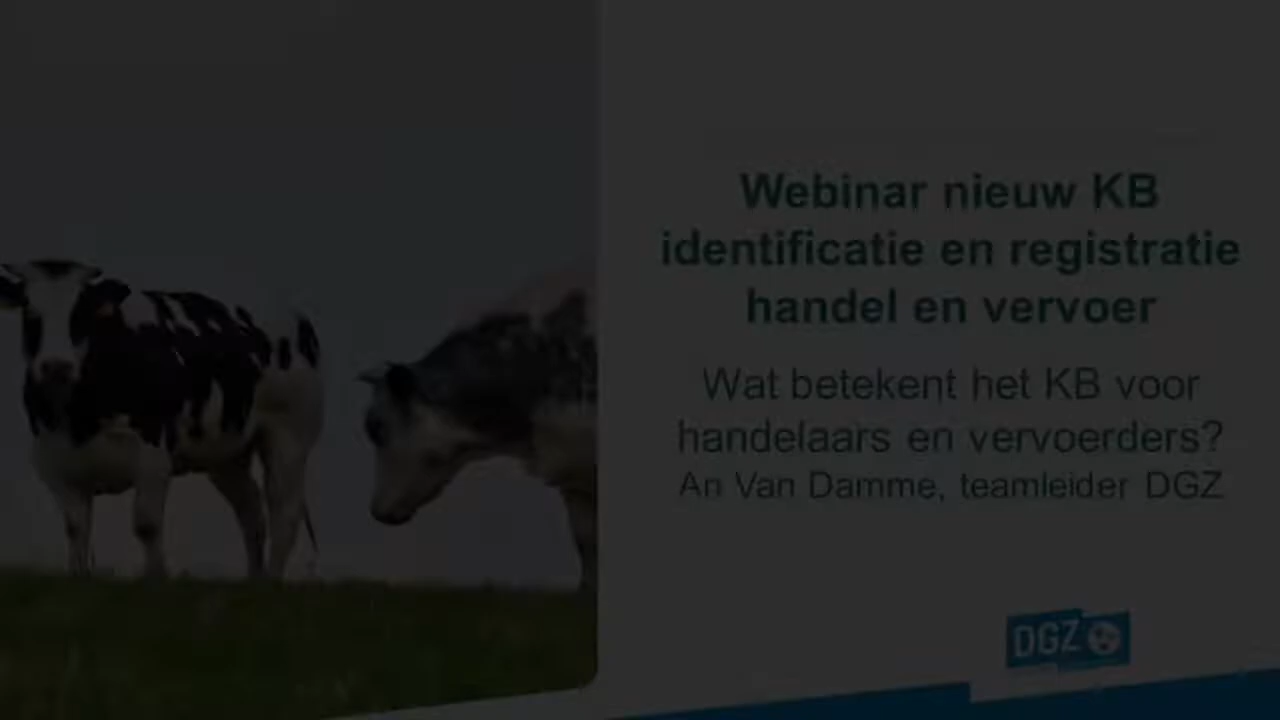 Webinar nieuw KB
identificatie en registratie
handel en vervoer
Wat betekent het KB voor
handelaars en vervoerders?
An Van Damme, teamleider DGZ
DGZ